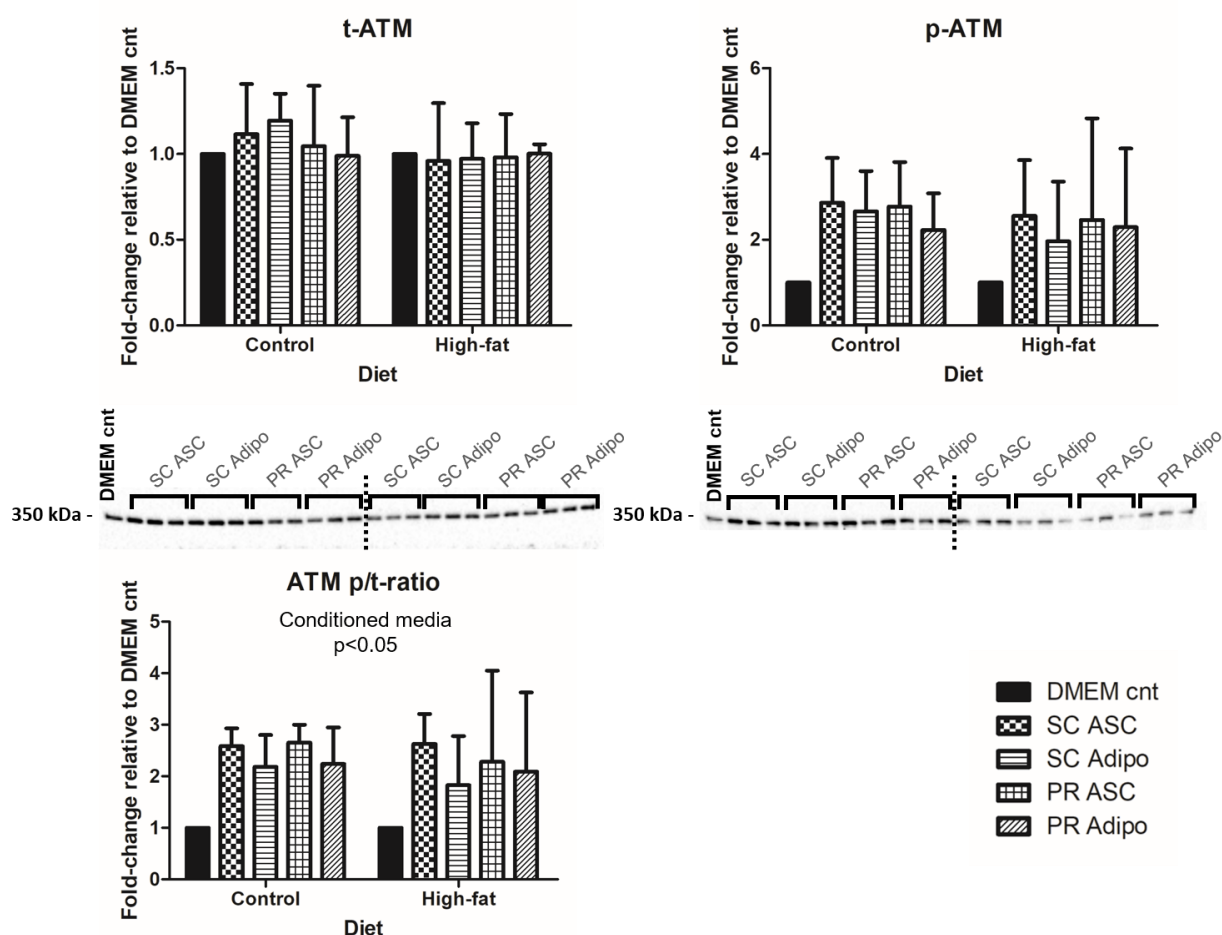 t-ATM
Fold-change relative to DMEM cnt
1.5
1.0
0.5
0.0
Control
High-fat
Diet
p-ATM
Fold-change relative to DMEM cnt
6
4
2
0
Control
High-fat
Diet
DMEM cnt
SC ASC
SC Adipo
PR ASC
PR Adipo
SC ASC
SC Adipo
PR ASC
PR Adipo
350 kDa -
DMEM cnt
SC ASC
SC Adipo
PR ASC
PR Adipo
SC ASC
SC Adipo
PR ASC
PR Adipo
350 kDa -
ATM p/t-ratio
Conditioned media
p<0.05
Fold-change relative to DMEM cnt
5
4
3
2
1
0
Control
High-fat
Diet
DMEM cnt
SC ASC
SC Adipo
PR ASC
PR Adipo